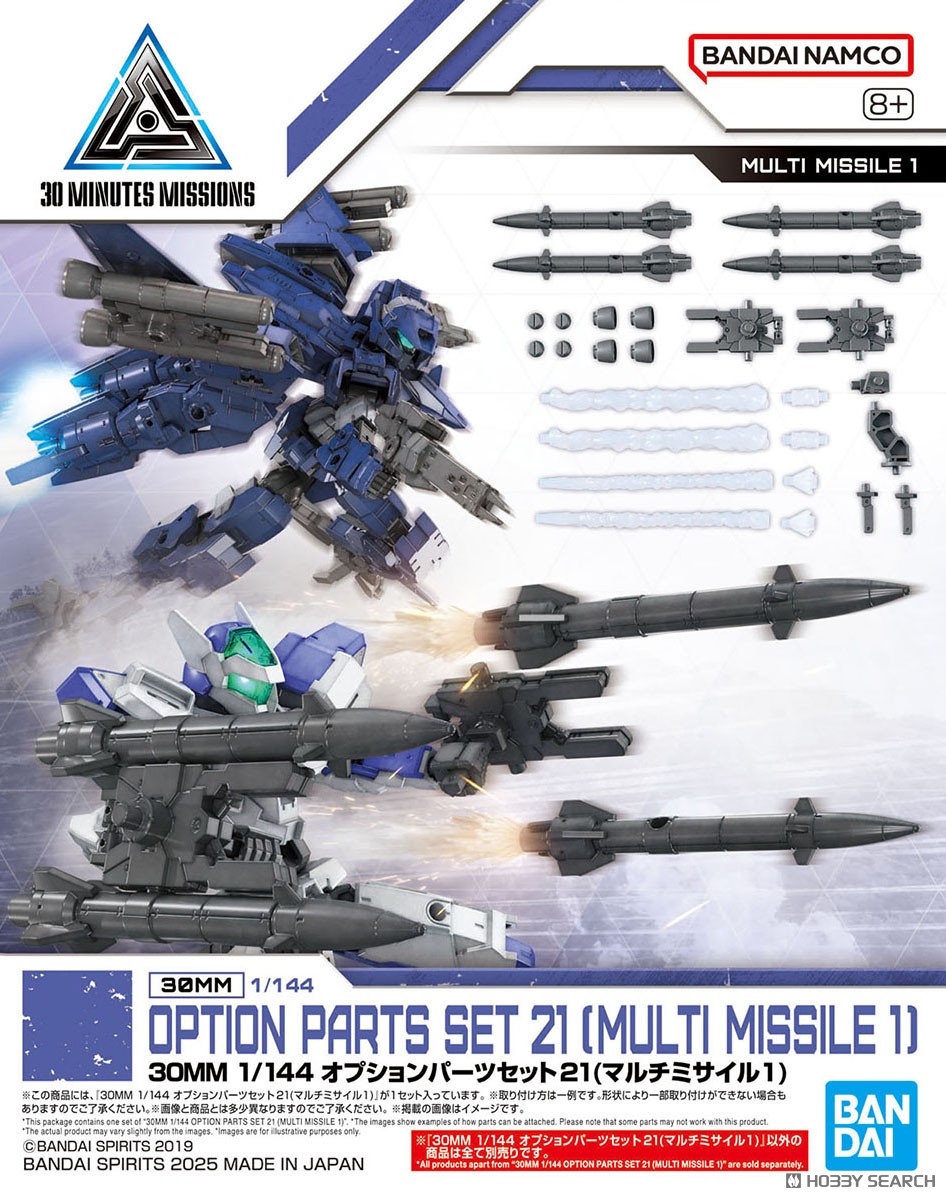 BANDAI NAMCO
8+
30 MINUTES MISSIONS
MULTI MISSILE 1
30MM 1/144
OPTION PARTS SET 21 (MULTI MISSILE 1)
30MM 1/144 オプションパーツセット21(マルチミサイル1)
※この商品には、『30MM 1/144 オプションパーツセット21(マルチミサイル1)』が1セット入っています。 ※取り付け方は一例です。形状により一部取り付けができない場合も
ありますのでご了承ください。※画像と商品とは多少異なりますのでご了承ください。 ※掲載の画像はイメージです。
*This package contains one set of "30MM 1/144 OPTION PARTS SET 21 (MULTI MISSILE 1)". *The images show examples of how parts can be attached. Please note that some parts may not work with this product.
*The actual product may vary slightly from the images. *Images are for illustrative purposes only.
©BANDAI SPIRITS 2019
BANDAI SPIRITS 2025 MADE IN JAPAN
※『30MM 1/144 オプションパーツセット21(マルチミサイル1)』以外の
商品は全て別売りです。
*All products apart from "30MM 1/144 OPTION PARTS SET 21 (MULTI MISSILE 1)" are sold separately.
BAN
DAI
HOBBY SEARCH